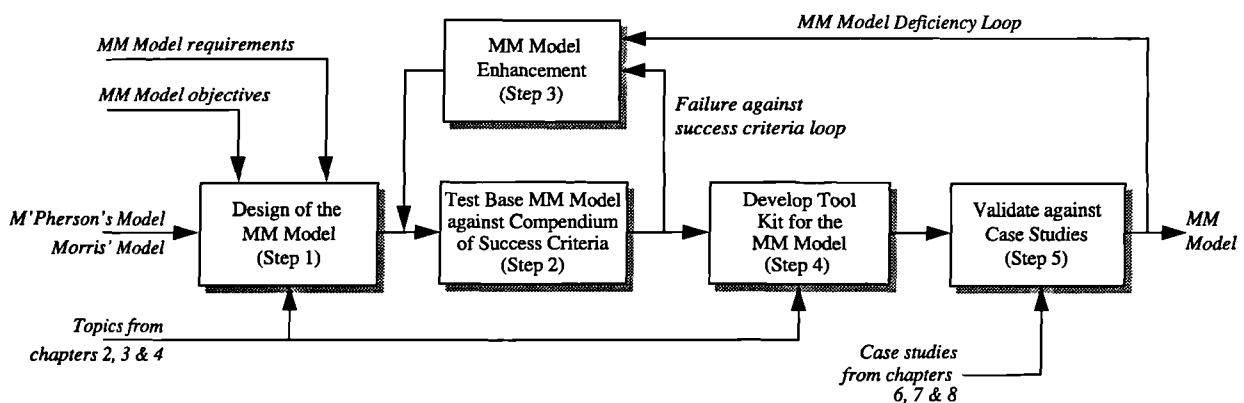 MM Model requirements
MM Model objectives
MM Model
Enhancement
(Step 3)
MM Model Deficiency Loop
Failure against
success criteria loop
M'Pherson's Model
Morris' Model
Design of the
MM Model
(Step 1)
Test Base MM Model
against Compendium
of Success Criteria
(Step 2)
Develop Tool
Kit for the
MM Model
(Step 4)
Validate against
Case Studies
(Step 5)
MM
Model
Topics from
chapters 2, 3 & 4
Case studies
from chapters
6, 7 & 8